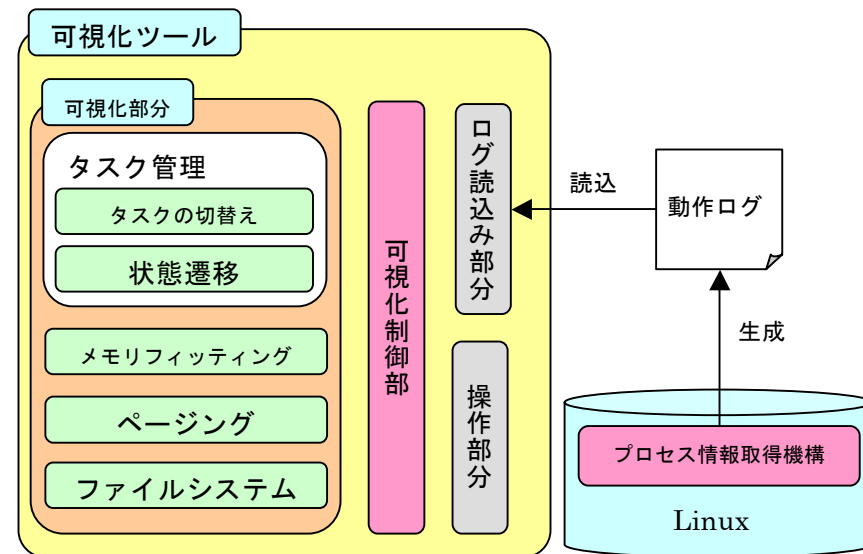 可視化ツール
可視化部分
タスク管理
タスクの切替え
状態遷移
メモリフィッティング
ページング
ファイルシステム
可視化制御部
ログ読込み部分
操作部分
読込
動作ログ
生成
プロセス情報取得機構
Linux